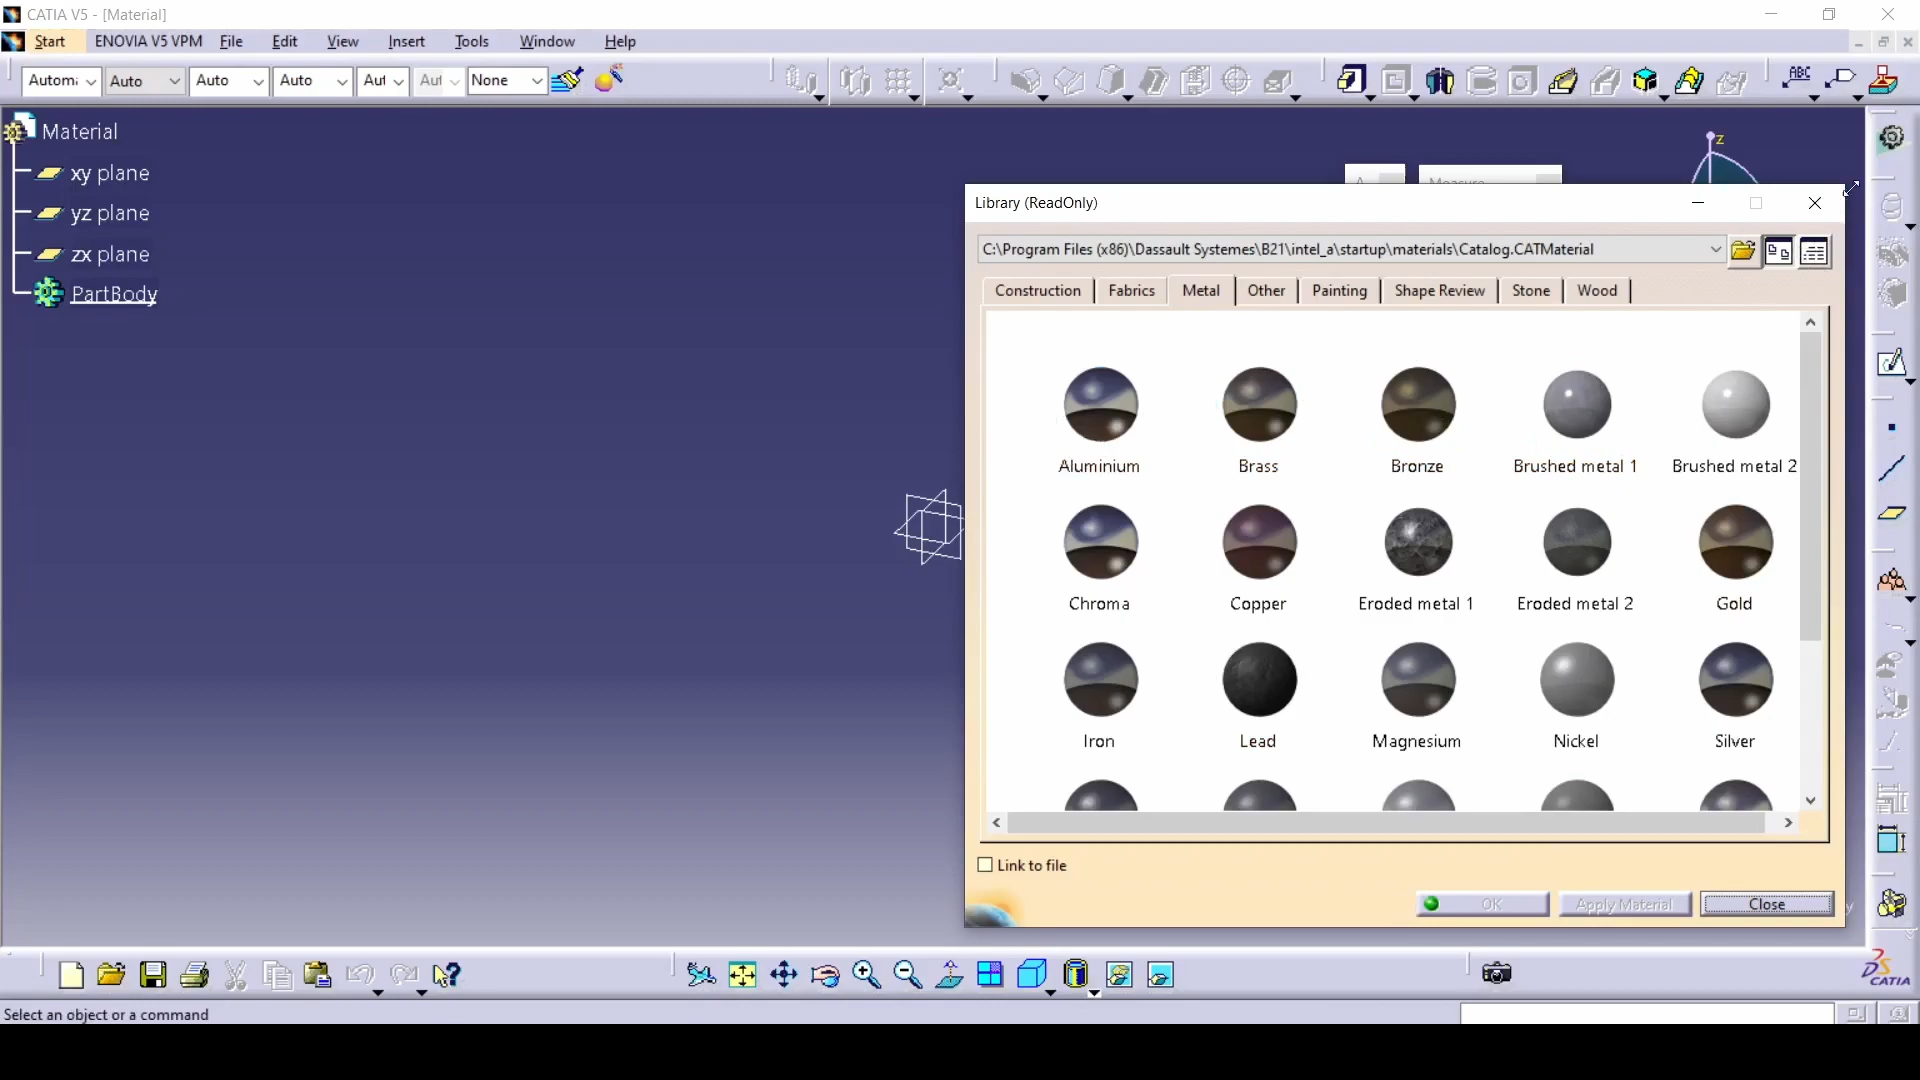 CATIA V5 - [Material]
Start ENOVIA V5 VPM File Edit View Insert Tools Window Help
Automa Auto Auto Auto Aut Aut None
ABC
Material
xy plane
yz plane
zx plane
PartBody
z
A Measure
Library (ReadOnly)
C:\Program Files (x86)\Dassault Systemes\B21\intel_a\startup\materials\Catalog.CATMaterial
Construction Fabrics Metal Other Painting Shape Review Stone Wood
Aluminium Brass Bronze Brushed metal 1 Brushed metal 2
Chroma Copper Eroded metal 1 Eroded metal 2 Gold
Iron Lead Magnesium Nickel Silver
Link to file
OK Apply Material Close
y
DS CATIA
Select an object or a command